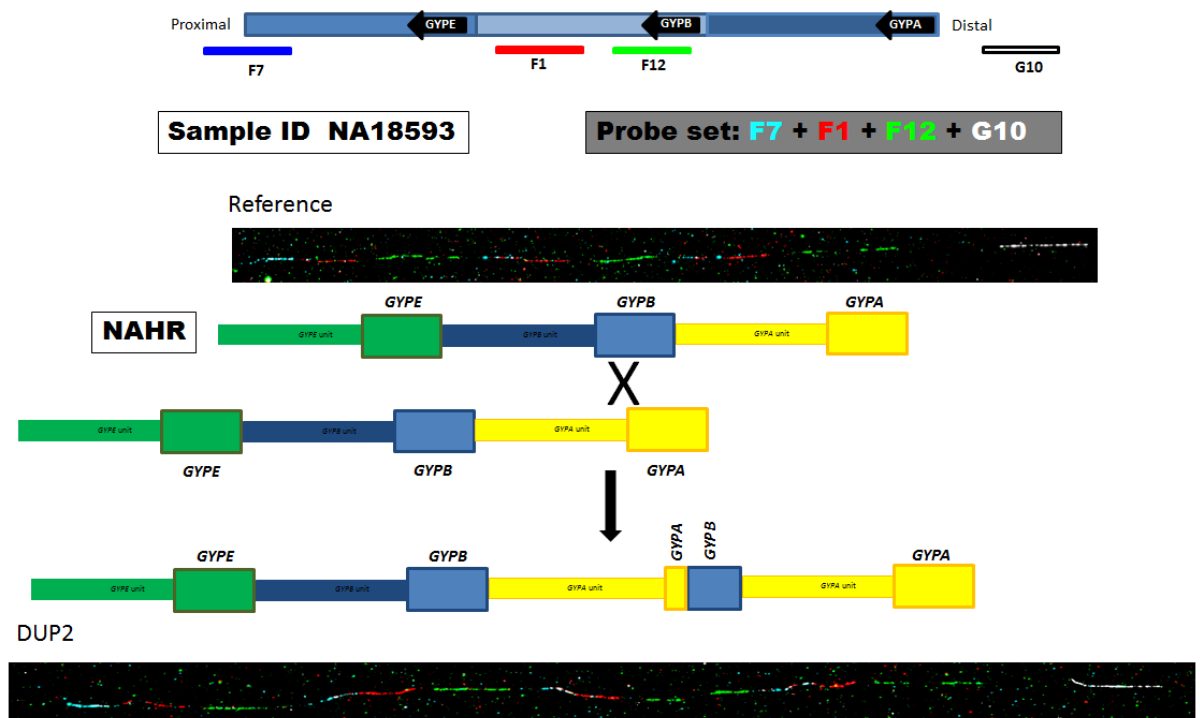 Proximal GYPE GYPB GYPA Distal
F7 F1 F12 G10
Sample ID NA18593 Probe set: F7 + F1 + F12 + G10
Reference
GYPE GYPB GYPA
NAHR
GYPE unit GYPB unit GYPA unit
X
GYPE unit GYPB unit GYPA unit
GYPE GYPB GYPA
GYPE GYPB GYPA GYPB GYPA
GYPE unit GYPB unit GYPA unit GYPA unit
DUP2